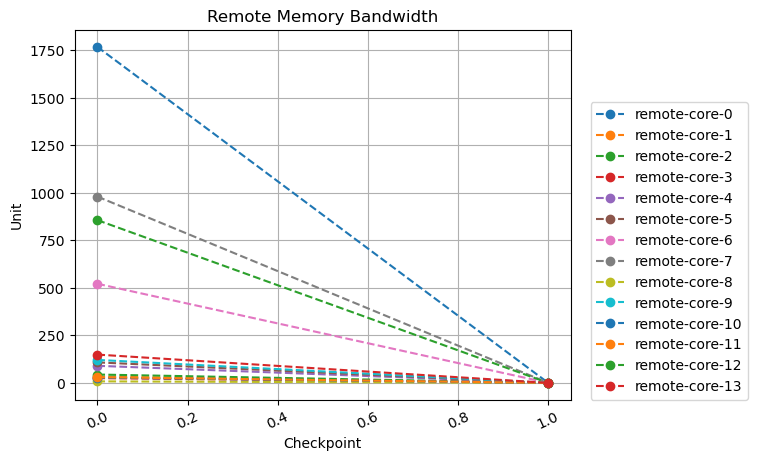 Remote Memory Bandwidth
1750
1500
1250
1000
750
500
250
0
Unit
0.0
0.2
0.4
0.6
0.8
1.0
Checkpoint
remote-core-0
remote-core-1
remote-core-2
remote-core-3
remote-core-4
remote-core-5
remote-core-6
remote-core-7
remote-core-8
remote-core-9
remote-core-10
remote-core-11
remote-core-12
remote-core-13